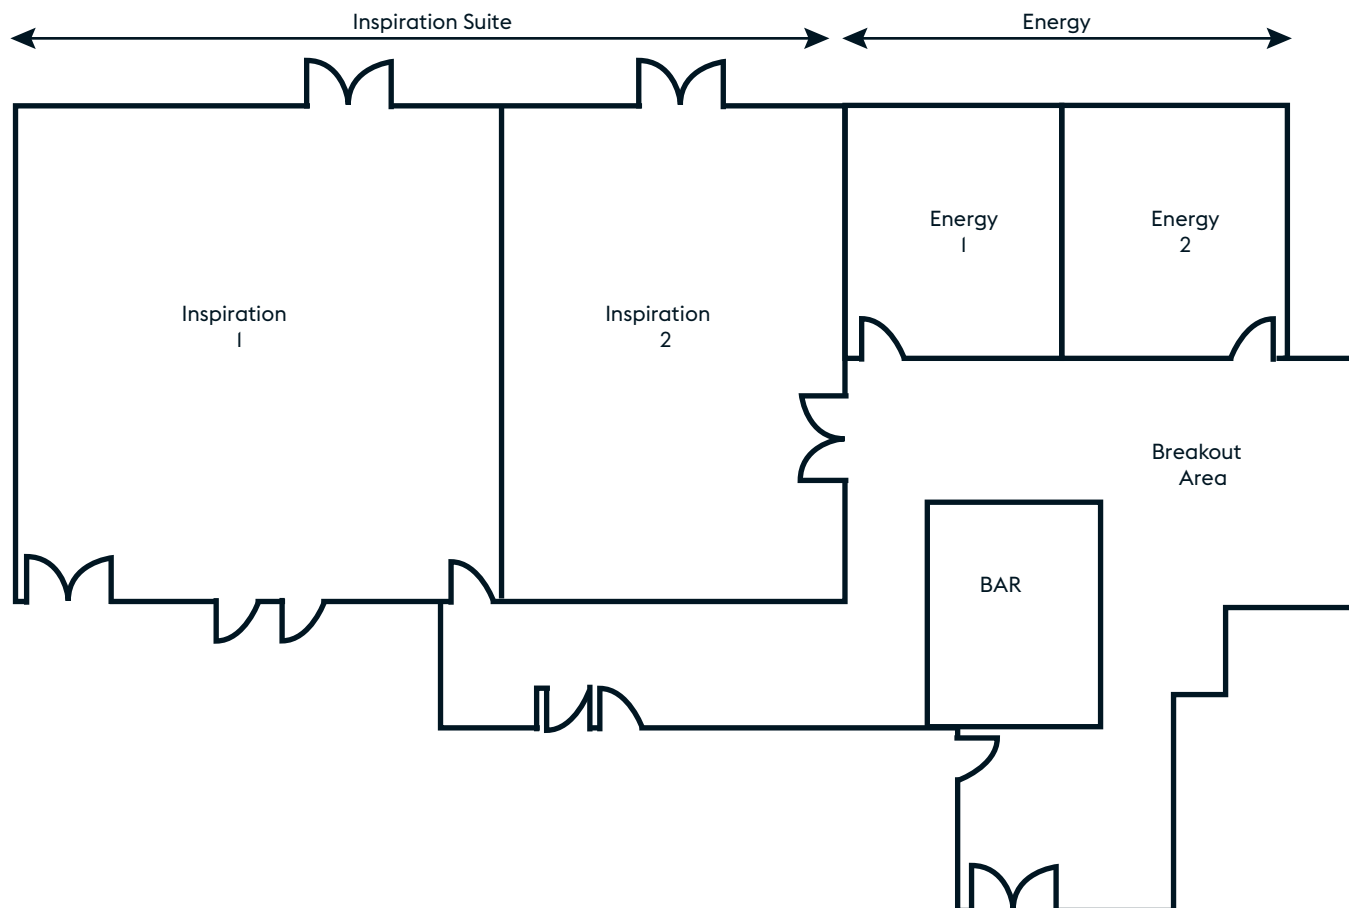 Inspiration Suite
Energy
Energy
1
Energy
2
Inspiration
1
Inspiration
2
Breakout
Area
BAR